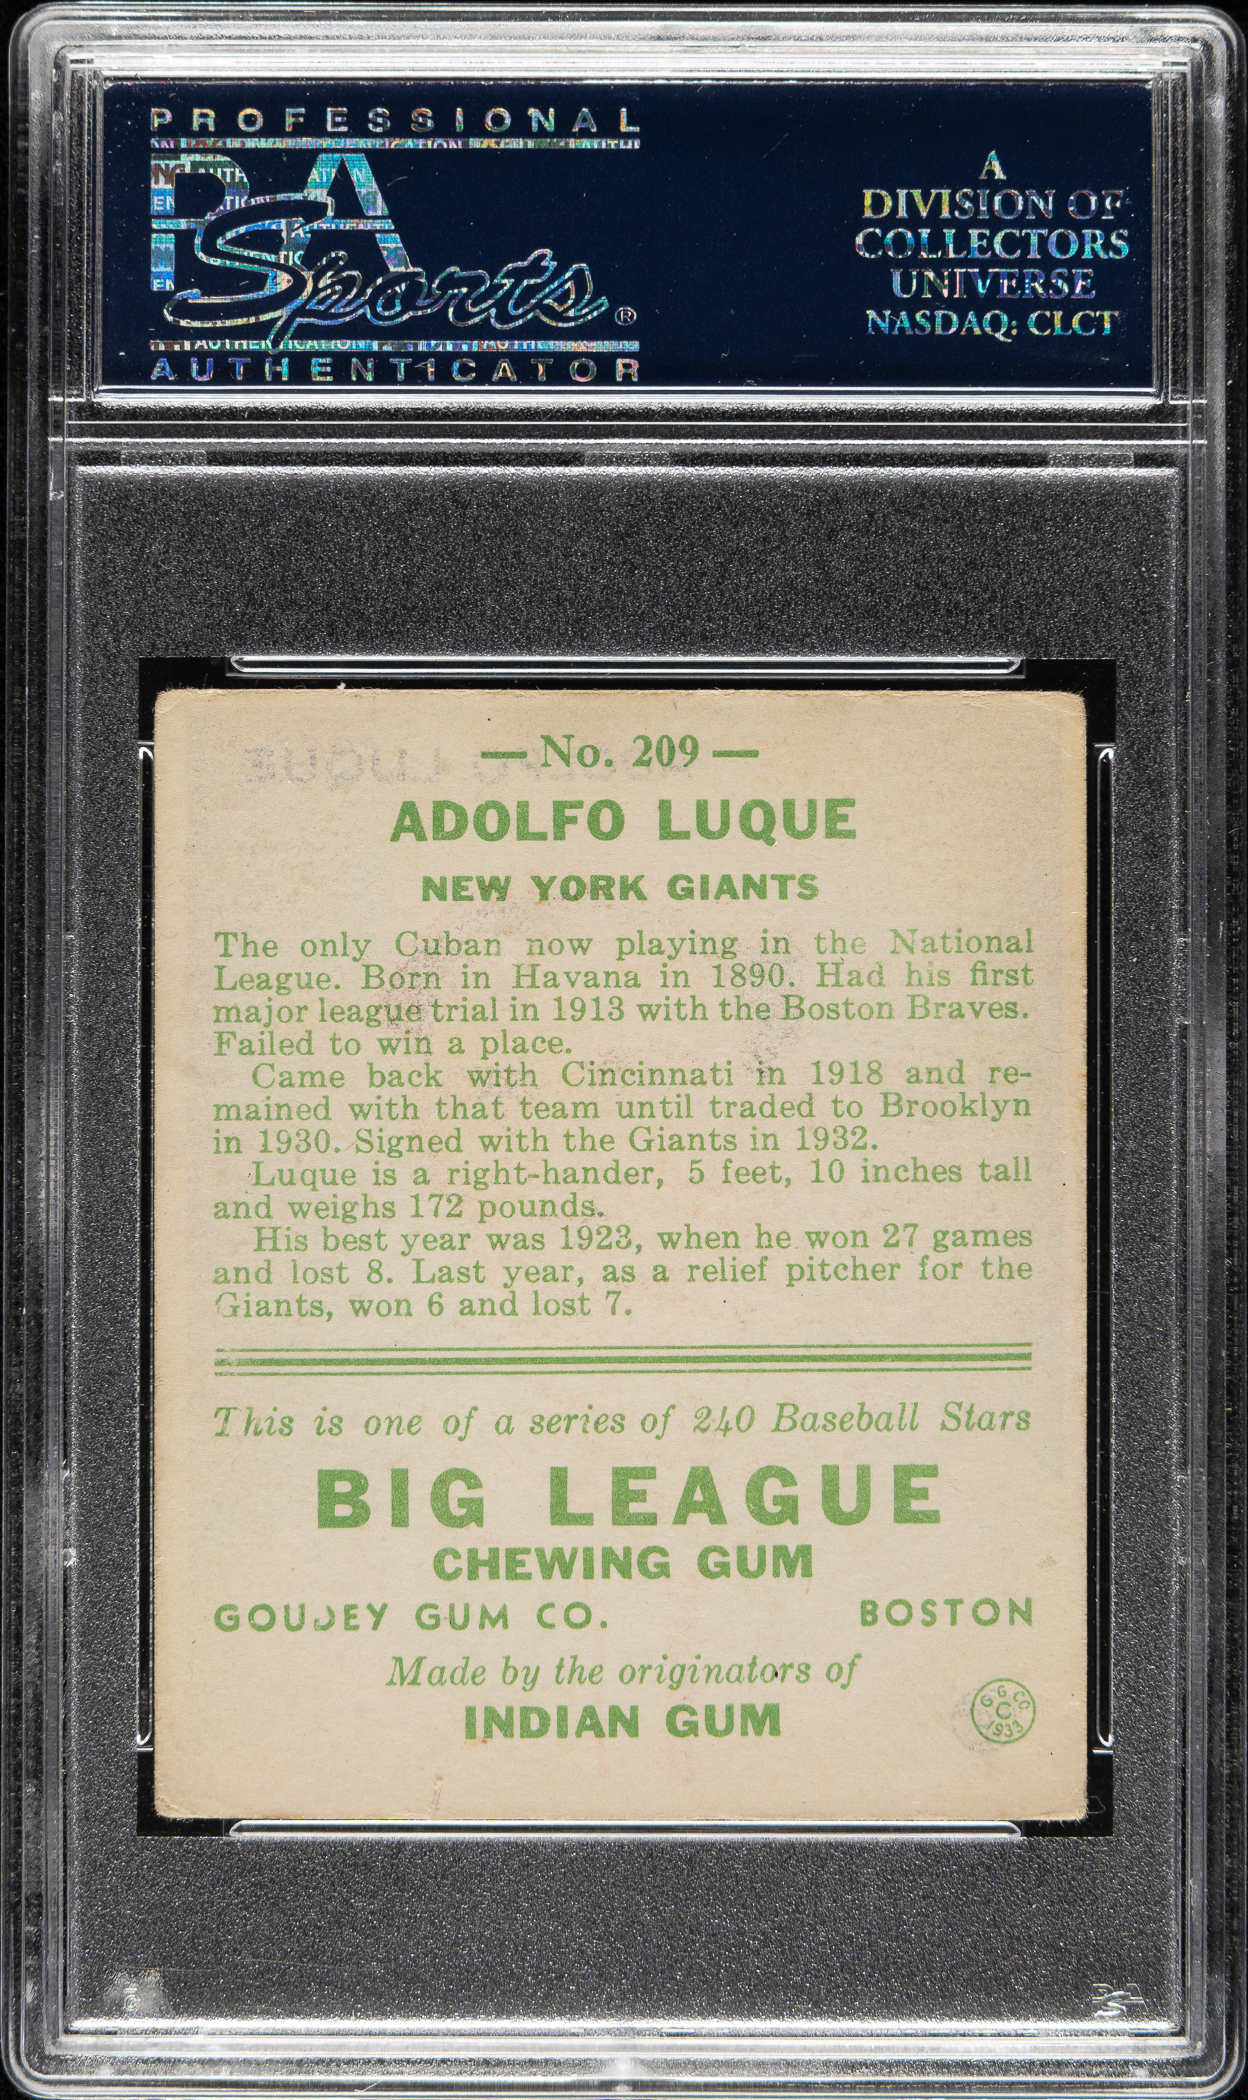 PROFESSIONAL
PSA
Sports®
AUTHENTICATOR
A
DIVISION OF
COLLECTORS
UNIVERSE
NASDAQ: CLCT
— No. 209 —
ADOLFO LUQUE
NEW YORK GIANTS
The only Cuban now playing in the National
League. Born in Havana in 1890. Had his first
major league trial in 1913 with the Boston Braves.
Failed to win a place.
Came back with Cincinnati in 1918 and re-
mained with that team until traded to Brooklyn
in 1930. Signed with the Giants in 1932.
Luque is a right-hander, 5 feet, 10 inches tall
and weighs 172 pounds.
His best year was 1923, when he won 27 games
and lost 8. Last year, as a relief pitcher for the
Giants, won 6 and lost 7.
This is one of a series of 240 Baseball Stars
BIG LEAGUE
CHEWING GUM
GOUDEY GUM CO. BOSTON
Made by the originators of
INDIAN GUM
G. G. CO.
C
1933
PSA